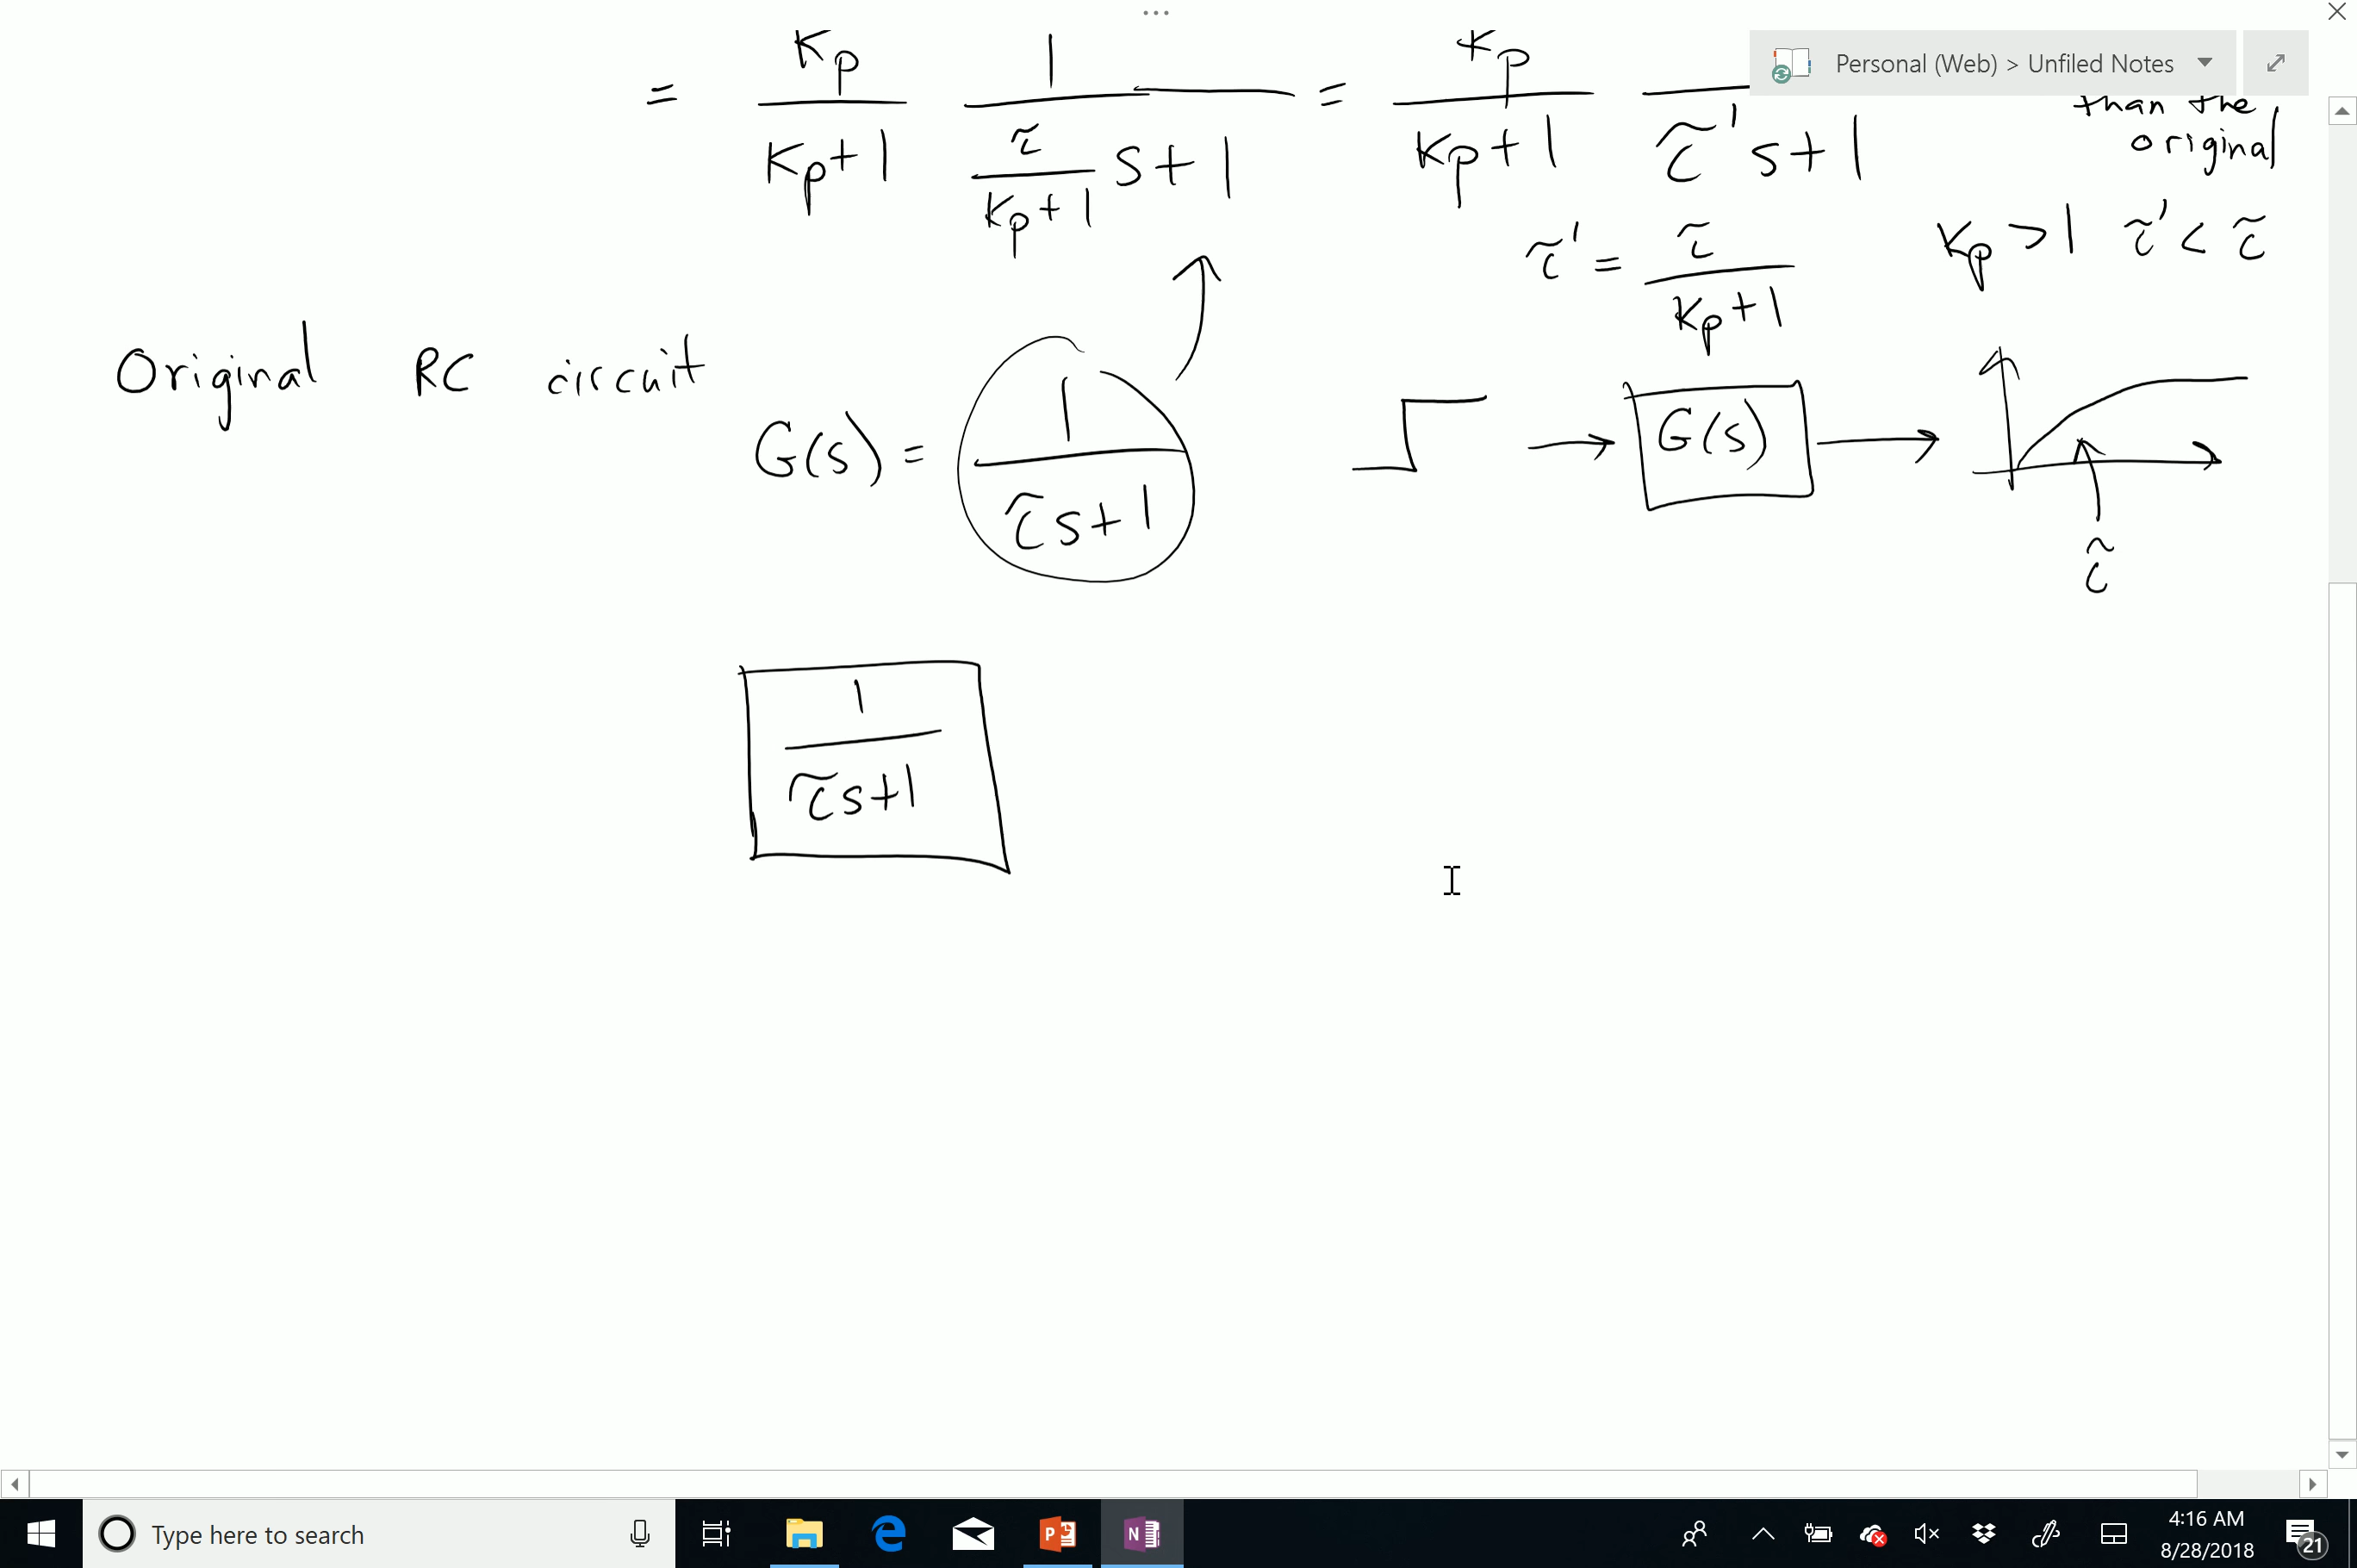 Personal (Web) > Unfiled Notes
= Kp / Kp+1 1 / (τ / Kp+1) s+1 = Kp / Kp+1 / τ's+1
than the
original
τ' = τ / Kp+1
Kp > 1 τ' < τ
Original RC circuit
G(s) = 1 / τs+1
G(s)
τ
1 / τs+1
Type here to search
4:16 AM
8/28/2018
21